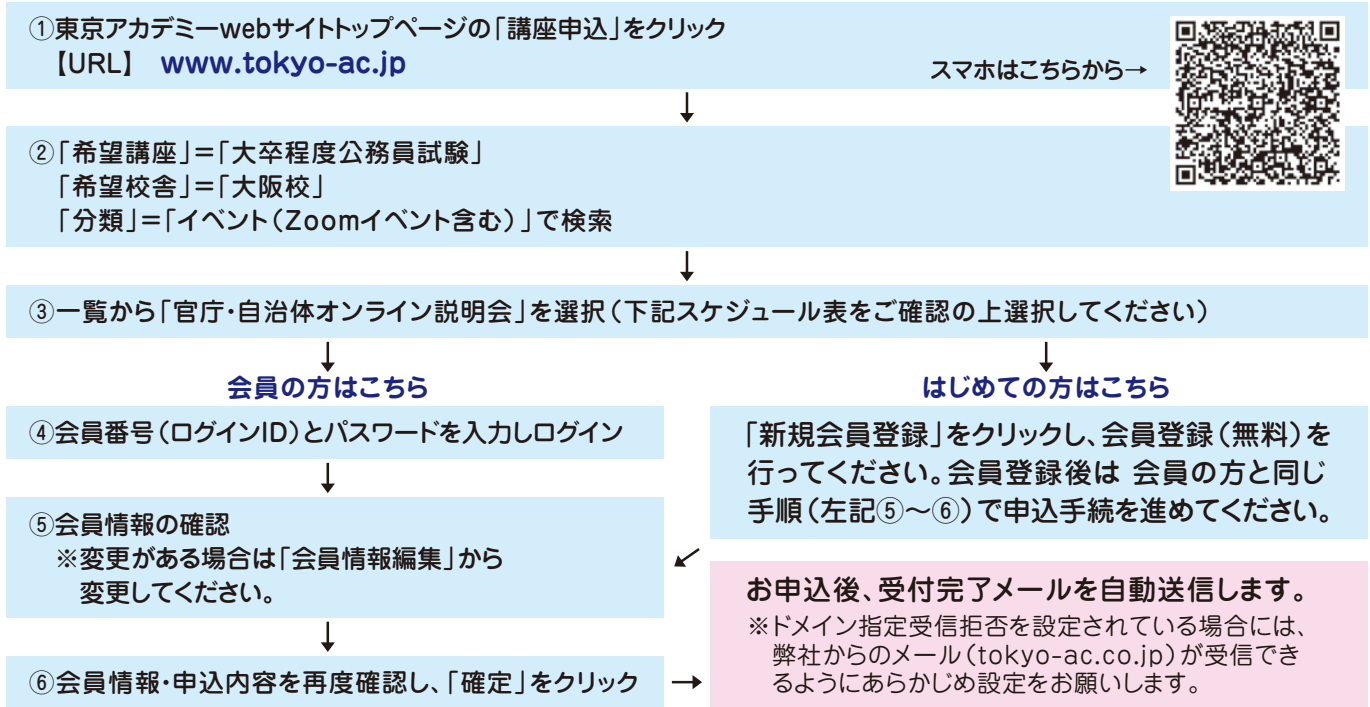 ①東京アカデミーwebサイトトップページの「講座申込」をクリック
【URL】 www.tokyo-ac.jp
スマホはこちらから→
↓
②「希望講座」＝「大卒程度公務員試験」
「希望校舎」＝「大阪校」
「分類」＝「イベント（Zoomイベント含む）」で検索
↓
③一覧から「官庁・自治体オンライン説明会」を選択（下記スケジュール表をご確認の上選択してください）
↓
会員の方はこちら
④会員番号（ログインID）とパスワードを入力しログイン
↓
⑤会員情報の確認
※変更がある場合は「会員情報編集」から
変更してください。
↓
⑥会員情報・申込内容を再度確認し、「確定」をクリック →
↓
はじめての方はこちら
「新規会員登録」をクリックし、会員登録（無料）を
行ってください。会員登録後は 会員の方と同じ
手順（左記⑤～⑥）で申込手続を進めてください。
↙
お申込後、受付完了メールを自動送信します。
※ドメイン指定受信拒否を設定されている場合には、
弊社からのメール（tokyo-ac.co.jp）が受信でき
るようにあらかじめ設定をお願いします。